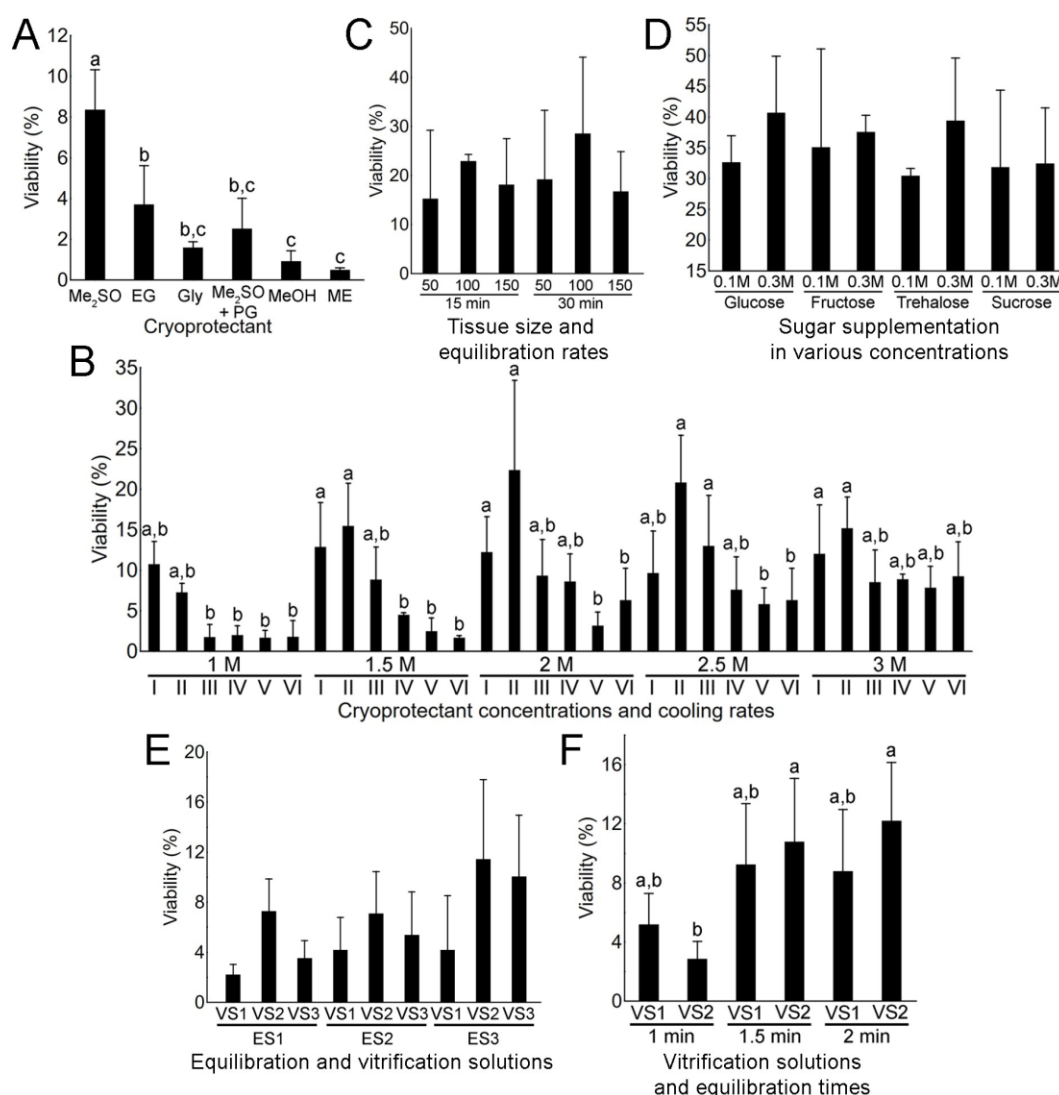 A
Viability (%)
12
10
8
6
4
2
0
a
b
b,c
b,c
c
c
Me2SO EG Gly Me2SO + PG MeOH ME
Cryoprotectant
C
Viability (%)
50
40
30
20
10
0
50 100 150 50 100 150
15 min 30 min
Tissue size and
equilibration rates
D
Viability (%)
55
50
45
40
35
30
25
20
15
0.1M 0.3M 0.1M 0.3M 0.1M 0.3M 0.1M 0.3M
Glucose Fructose Trehalose Sucrose
Sugar supplementation
in various concentrations
B
Viability (%)
35
30
25
20
15
10
5
0
a,b a,b b b b b
a a a b b b
a a a,b a,b b b
a,b a a a,b b b
a a a,b a,b a,b a,b
1 M 1.5 M 2 M 2.5 M 3 M
I II III IV V VI I II III IV V VI I II III IV V VI I II III IV V VI I II III IV V VI
Cryoprotectant concentrations and cooling rates
E
Viability (%)
20
16
12
8
4
0
VS1 VS2 VS3 VS1 VS2 VS3 VS1 VS2 VS3
ES1 ES2 ES3
Equilibration and vitrification solutions
F
Viability (%)
16
12
8
4
0
a,b b a,b a a,b a
VS1 VS2 VS1 VS2 VS1 VS2
1 min 1.5 min 2 min
Vitrification solutions
and equilibration times